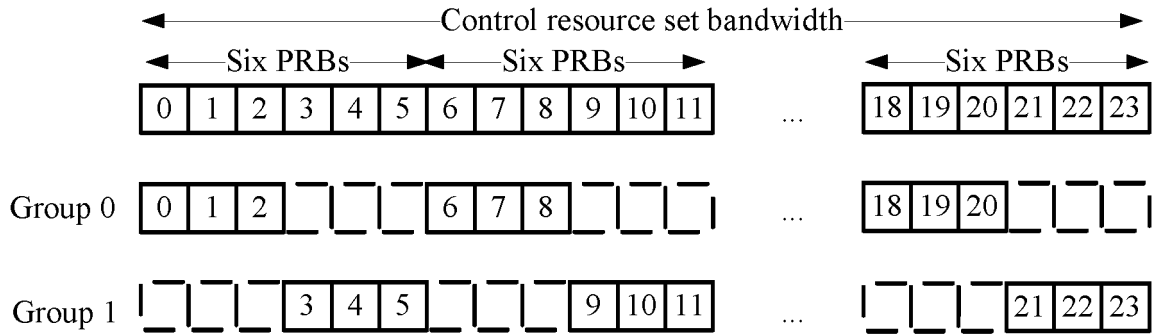 Control resource set bandwidth
Six PRBs Six PRBs Six PRBs
0 1 2 3 4 5 6 7 8 9 10 11 ... 18 19 20 21 22 23
Group 0 0 1 2 6 7 8 ... 18 19 20
Group 1 3 4 5 9 10 11 ... 21 22 23